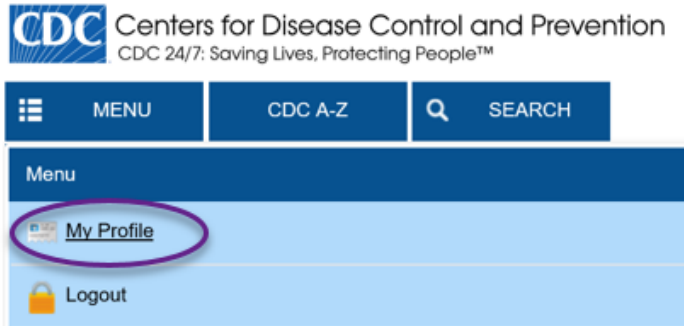 CDC Centers for Disease Control and Prevention
CDC 24/7: Saving Lives, Protecting People™
MENU CDC A-Z SEARCH
Menu
My Profile
Logout